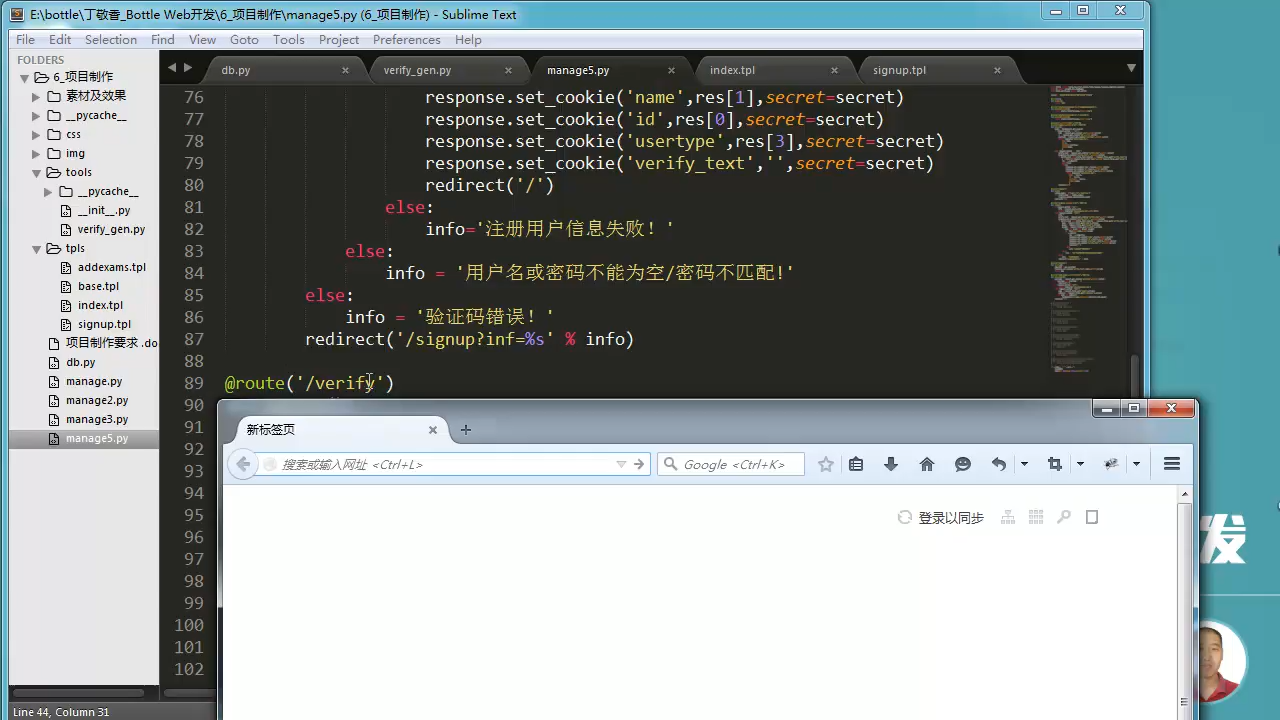 E:\bottle\丁敬香_Bottle Web开发\6_项目制作\manage5.py (6_项目制作) - Sublime Text
File Edit Selection Find View Goto Tools Project Preferences Help
FOLDERS
6_项目制作
素材及效果
__pycache__
css
img
tools
__pycache__
__init__.py
verify_gen.py
tpls
addexams.tpl
base.tpl
index.tpl
signup.tpl
项目制作要求.do
db.py
manage.py
manage2.py
manage3.py
manage5.py
db.py verify_gen.py manage5.py index.tpl signup.tpl
76 response.set_cookie('name',res[1],secret=secret)
77 response.set_cookie('id',res[0],secret=secret)
78 response.set_cookie('usertype',res[3],secret=secret)
79 response.set_cookie('verify_text','',secret=secret)
80 redirect('/')
81 else:
82 info='注册用户信息失败！'
83 else:
84 info = '用户名或密码不能为空/密码不匹配!'
85 else:
86 info = '验证码错误！'
87 redirect('/signup?inf=%s' % info)
88
89 @route('/verify')
90
91
92
93
94
95
96
97
98
99
100
101
102
新标签页
搜索或输入网址 <Ctrl+L>
Google <Ctrl+K>
登录以同步
发
Line 44, Column 31